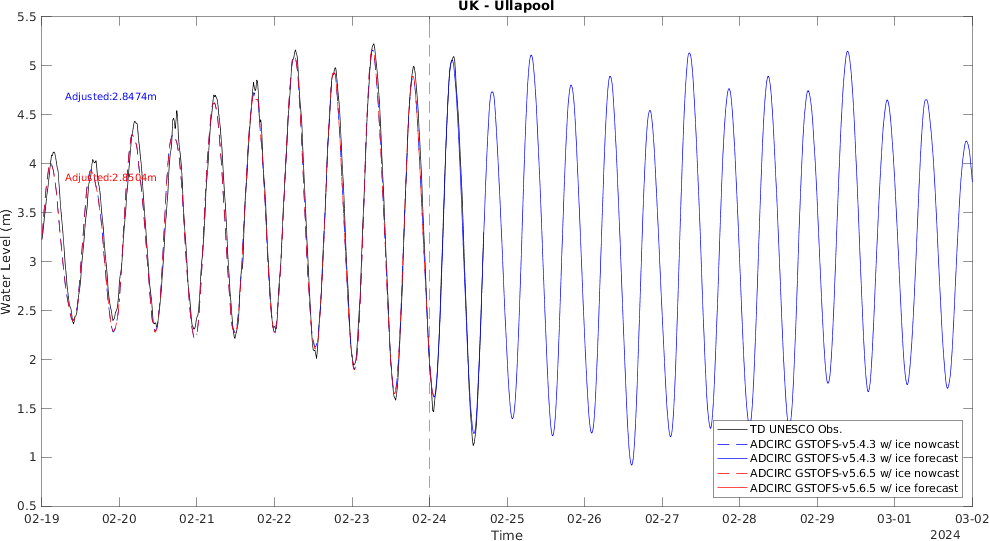 UK - Ullapool
5.5
5
4.5
4
3.5
3
2.5
2
1.5
1
0.5
Water Level (m)
Adjusted:2.8474m
Adjusted:2.8504m
TD UNESCO Obs.
ADCIRC GSTOFS-v5.4.3 w/ ice nowcast
ADCIRC GSTOFS-v5.4.3 w/ ice forecast
ADCIRC GSTOFS-v5.6.5 w/ ice nowcast
ADCIRC GSTOFS-v5.6.5 w/ ice forecast
02-19 02-20 02-21 02-22 02-23 02-24 02-25 02-26 02-27 02-28 02-29 03-01 03-02
Time
2024